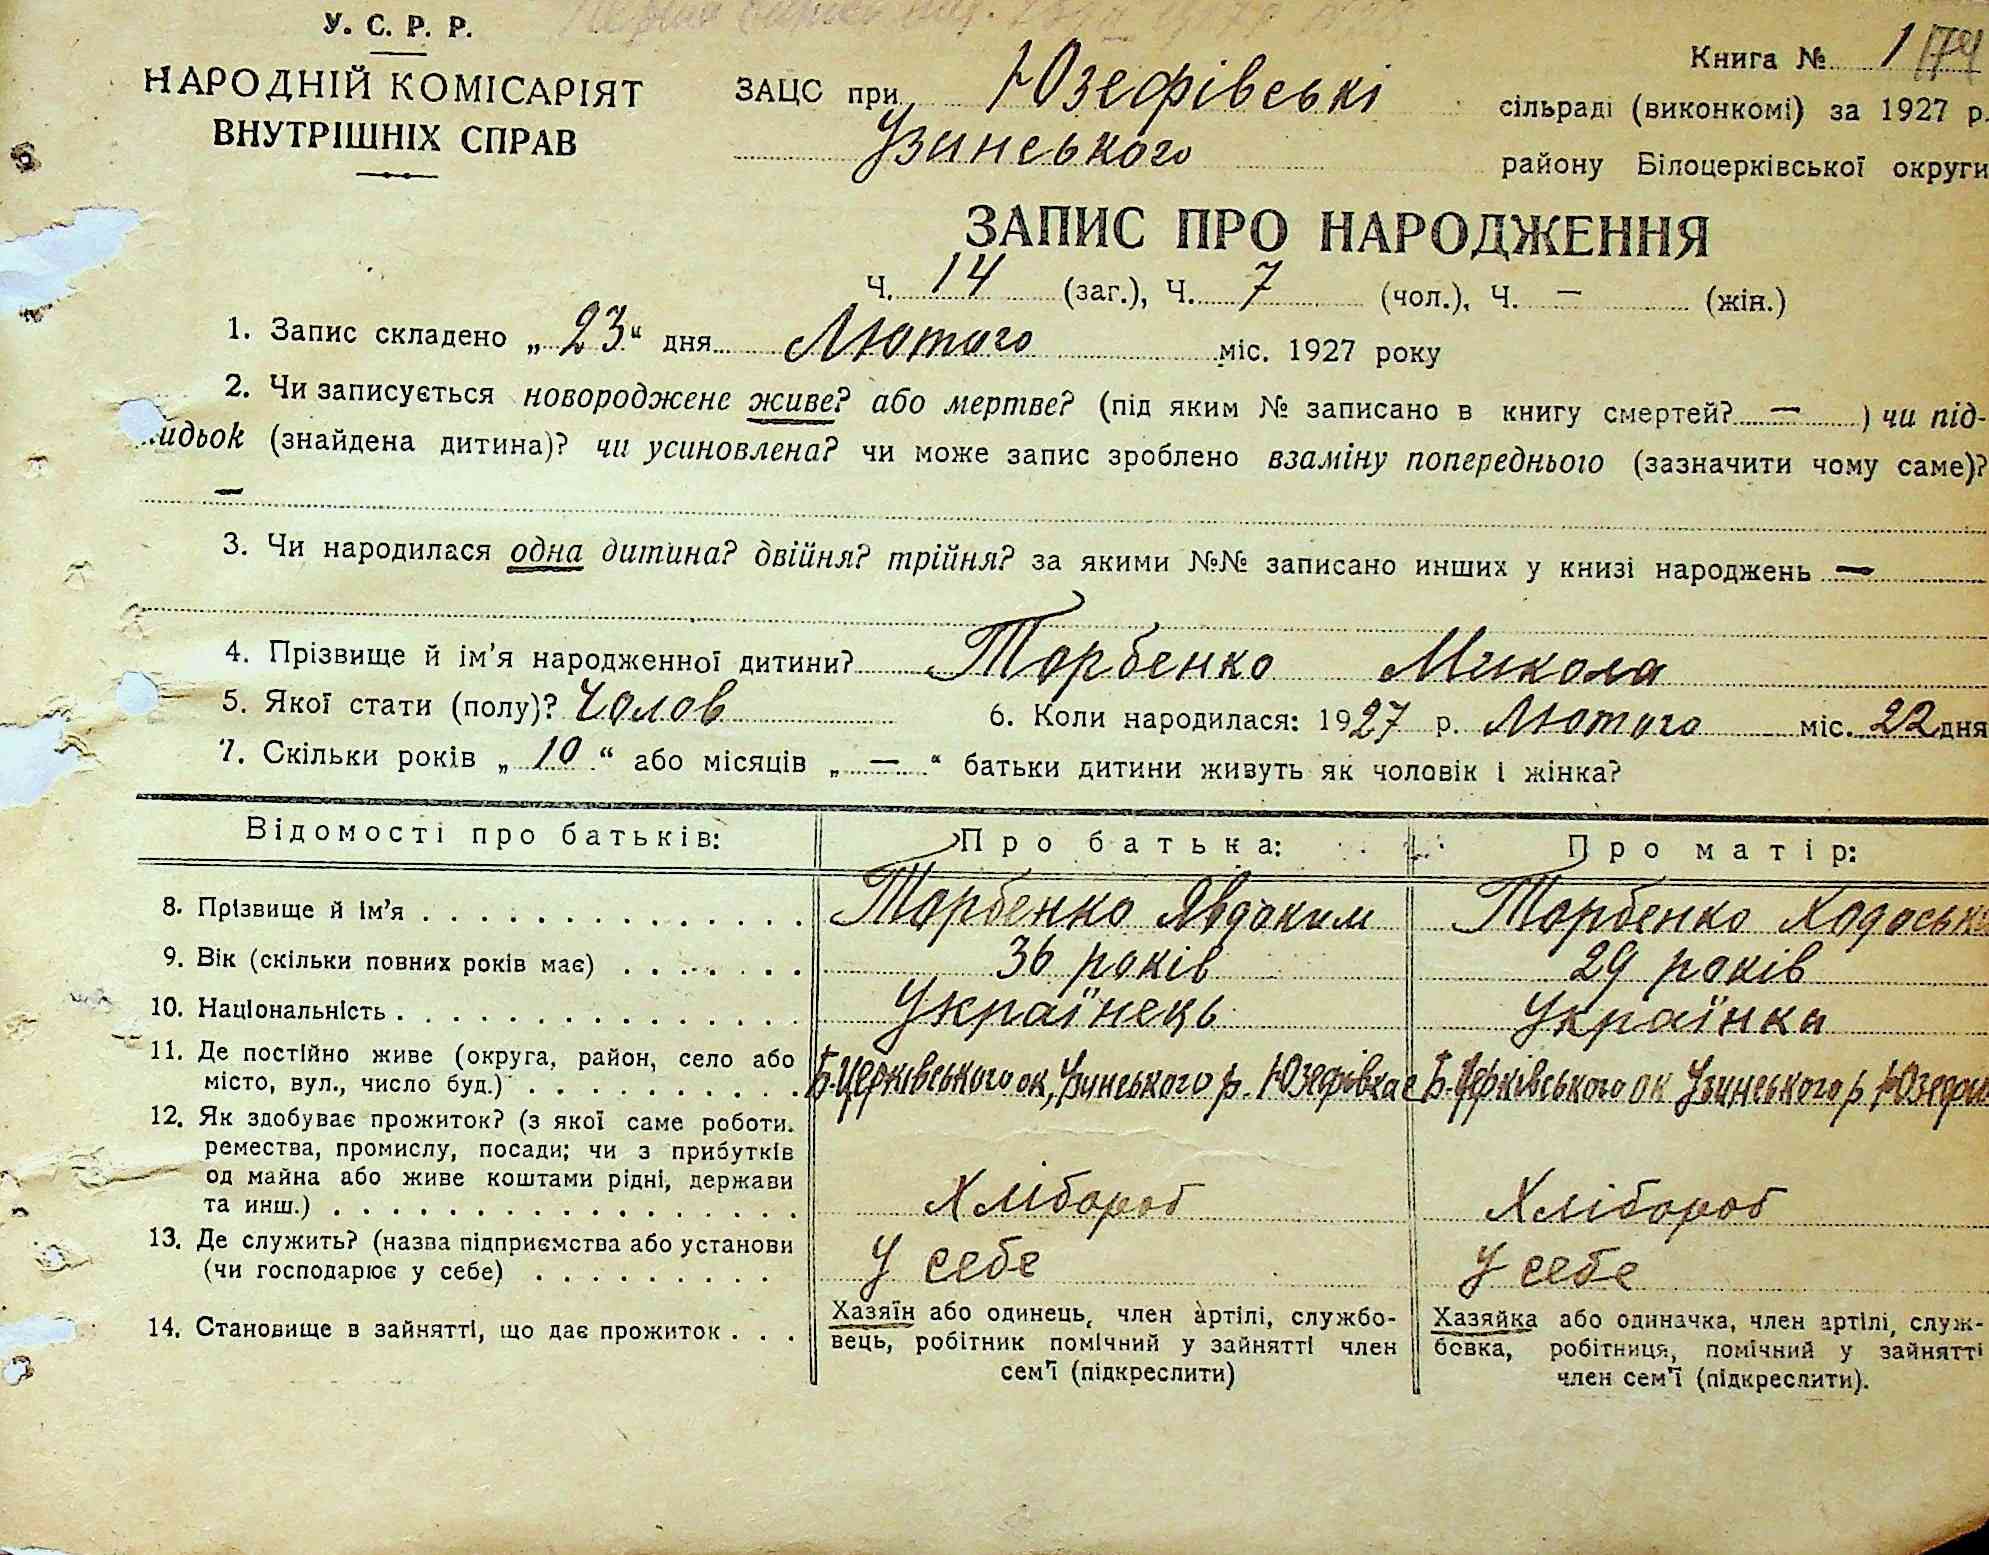 У. С. Р. Р.
НАРОДНІЙ КОМІСАРІЯТ
ВНУТРІШНІХ СПРАВ
Книга № 1 174
ЗАЦС при Юзефівські сільраді (виконкомі) за 1927 р.
Узинського району Білоцерківської округи
ЗАПИС ПРО НАРОДЖЕННЯ
Ч. 14 (заг.), Ч. 7 (чол.), Ч. — (жін.)
1. Запис складено „ 23 “ дня Лютого міс. 1927 року
2. Чи записується новороджене живе? або мертве? (під яким № записано в книгу смертей? — ) чи під-
идьок (знайдена дитина)? чи усиновлена? чи може запис зроблено взаміну попереднього (зазначити чому саме)?
—
3. Чи народилася одна дитина? двійня? трійня? за якими №№ записано инших у книзі народжень —
4. Прізвище й ім'я народженної дитини? Торбенко Микола
5. Якої стати (полу)? Чолов 6. Коли народилася: 1927 р. Лютого міс. 22 дня
7. Скільки років „ 10 “ або місяців „ — “ батьки дитини живуть як чоловік і жінка?
Відомості про батьків: Про батька: Про матір:
8. Прізвище й ім'я . . . . . . . . . . . . . . Торбенко Явдоким Торбенко Ходоська
9. Вік (скільки повних років має) . . . . . . . 36 років 29 років
10. Національність . . . . . . . . . . . . . . . Українець Українка
11. Де постійно живе (округа, район, село або
місто, вул., число буд.) . . . . . . . . . . . Б.Церківського ок, Узинського р. Юзефівка с Б.Церківського ок Узинського р Юзефи
12. Як здобуває прожиток? (з якої саме роботи.
ремества, промислу, посади; чи з прибутків
од майна або живе коштами рідні, держави
та инш.) . . . . . . . . . . . . . . . . . . Хлібороб Хлібороб
13. Де служить? (назва підприємства або установи
(чи господарює у себе) . . . . . . . . . У себе У себе
14. Становище в зайнятті, що дає прожиток . . .
Хазяїн або одинець, член артілі, службо-
вець, робітник помічний у зайнятті член
сем'ї (підкреслити)
Хазяйка або одиначка, член артілі, служ-
бовка, робітниця, помічний у зайнятті
член сем'ї (підкреслити).